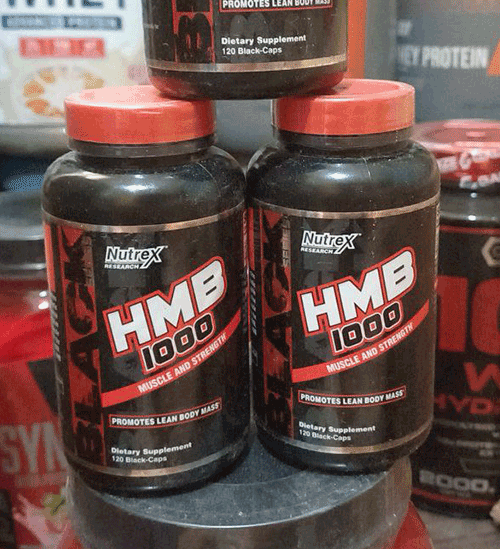 PROMOTES LEAN BODY MASS
Dietary Supplement
120 Black-Caps
EY PROTEIN
Nutrex
RESEARCH
BLACK
HMB
1000
MUSCLE AND STRENGTH
PROMOTES LEAN BODY MASS
Dietary Supplement
120 Black-Caps
Nutrex
RESEARCH
BLACK
HMB
1000
MUSCLE AND STRENGTH
PROMOTES LEAN BODY MASS
Dietary Supplement
120 Black-Caps
SYN
HYD
2000